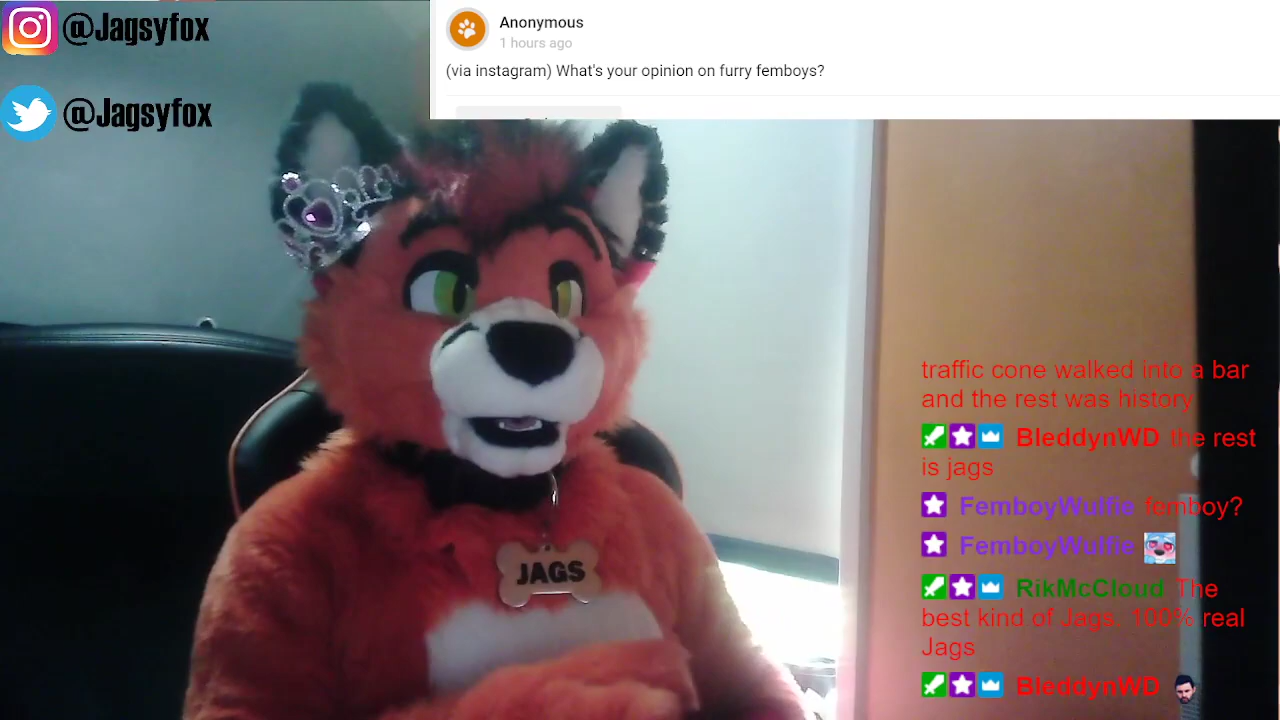 @Jagsyfox
@Jagsyfox
Anonymous
1 hours ago
(via instagram) What's your opinion on furry femboys?
JAGS
traffic cone walked into a bar
and the rest was history
BleddynWD the rest
is jags
FemboyWulfie femboy?
FemboyWulfie
RikMcCloud The
best kind of Jags. 100% real
Jags
BleddynWD